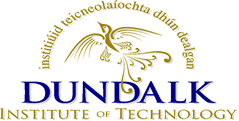 institiúid teicneolaíochta dhún dealgan
DUNDALK
INSTITUTE OF TECHNOLOGY